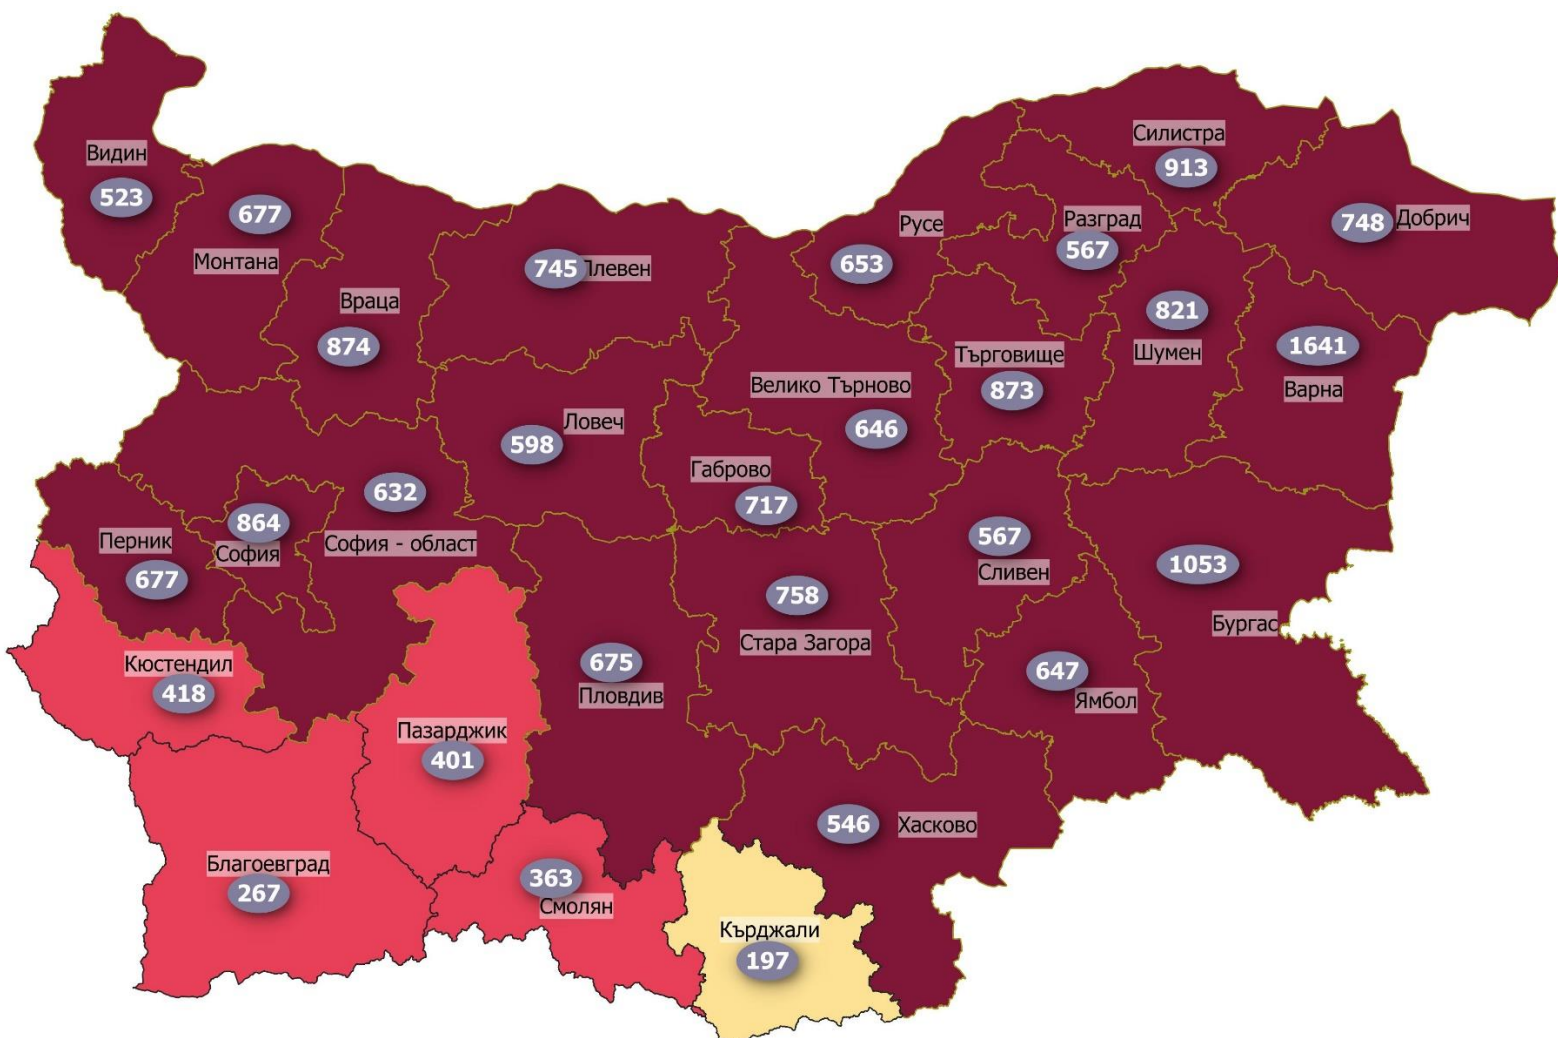 Видин
523
677
Монтана
Враца
874
745
Плевен
Русе
653
Разград
567
Силистра
913
748
Добрич
821
Шумен
1641
Варна
Търговище
873
Велико Търново
646
Ловеч
598
Габрово
717
632
София - област
864
София
Перник
677
Кюстендил
418
Пазарджик
401
Благоевград
267
675
Пловдив
758
Стара Загора
567
Сливен
1053
Бургас
647
Ямбол
546
Хасково
363
Смолян
Кърджали
197